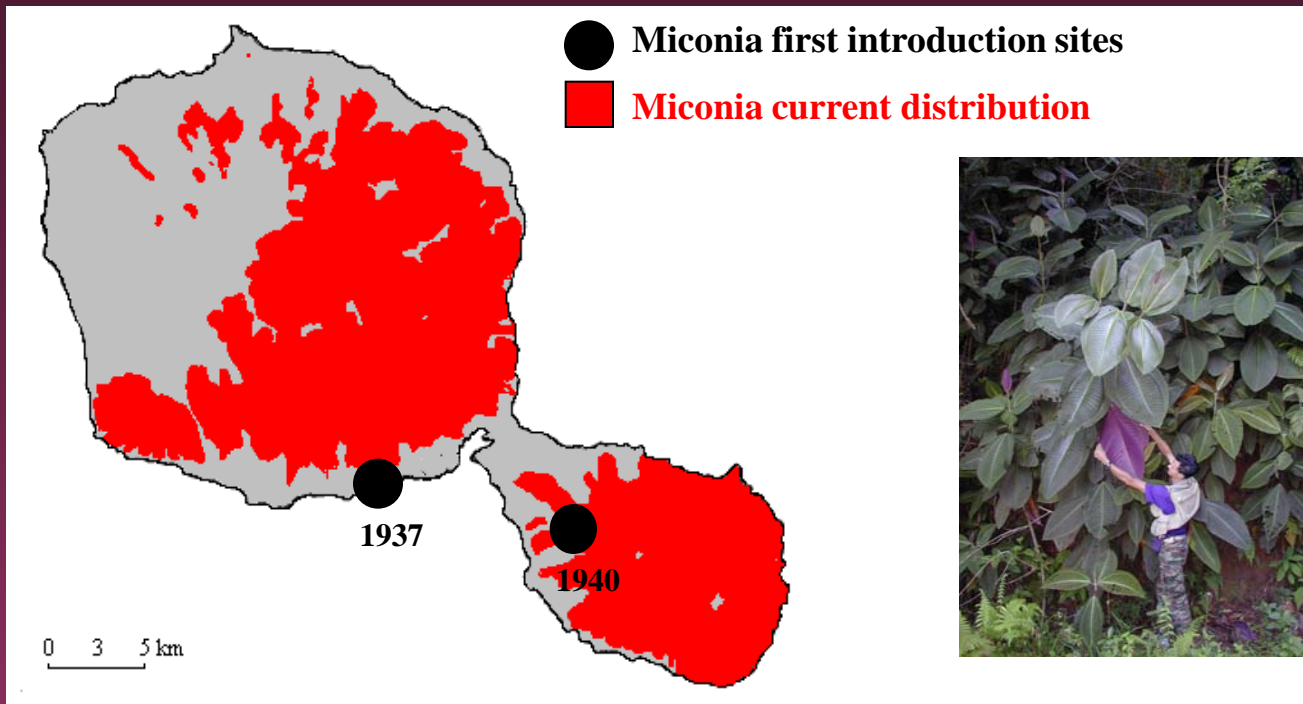 Miconia first introduction sites
Miconia current distribution
1937
1940
0 3 5 km